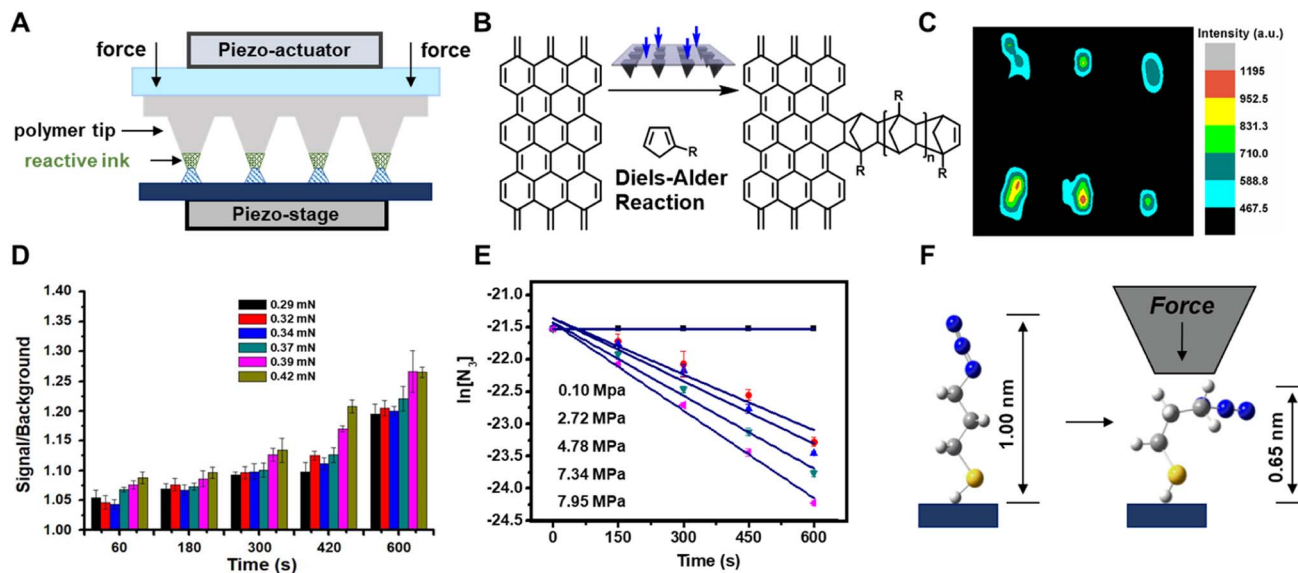 A
force
Piezo-actuator
force
polymer tip
reactive ink
Piezo-stage
B
R
Diels-Alder
Reaction
R
n
R
R
C
Intensity (a.u.)
1195
952.5
831.3
710.0
588.8
467.5
D
Signal/Background
1.40
1.35
1.30
1.25
1.20
1.15
1.10
1.05
1.00
0.29 mN
0.32 mN
0.34 mN
0.37 mN
0.39 mN
0.42 mN
60 180 300 420 600
Time (s)
E
ln[N3]
-21.0
-21.5
-22.0
-22.5
-23.0
-23.5
-24.0
-24.5
0.10 Mpa
2.72 MPa
4.78 MPa
7.34 MPa
7.95 MPa
0 150 300 450 600
Time (s)
F
1.00 nm
Force
0.65 nm